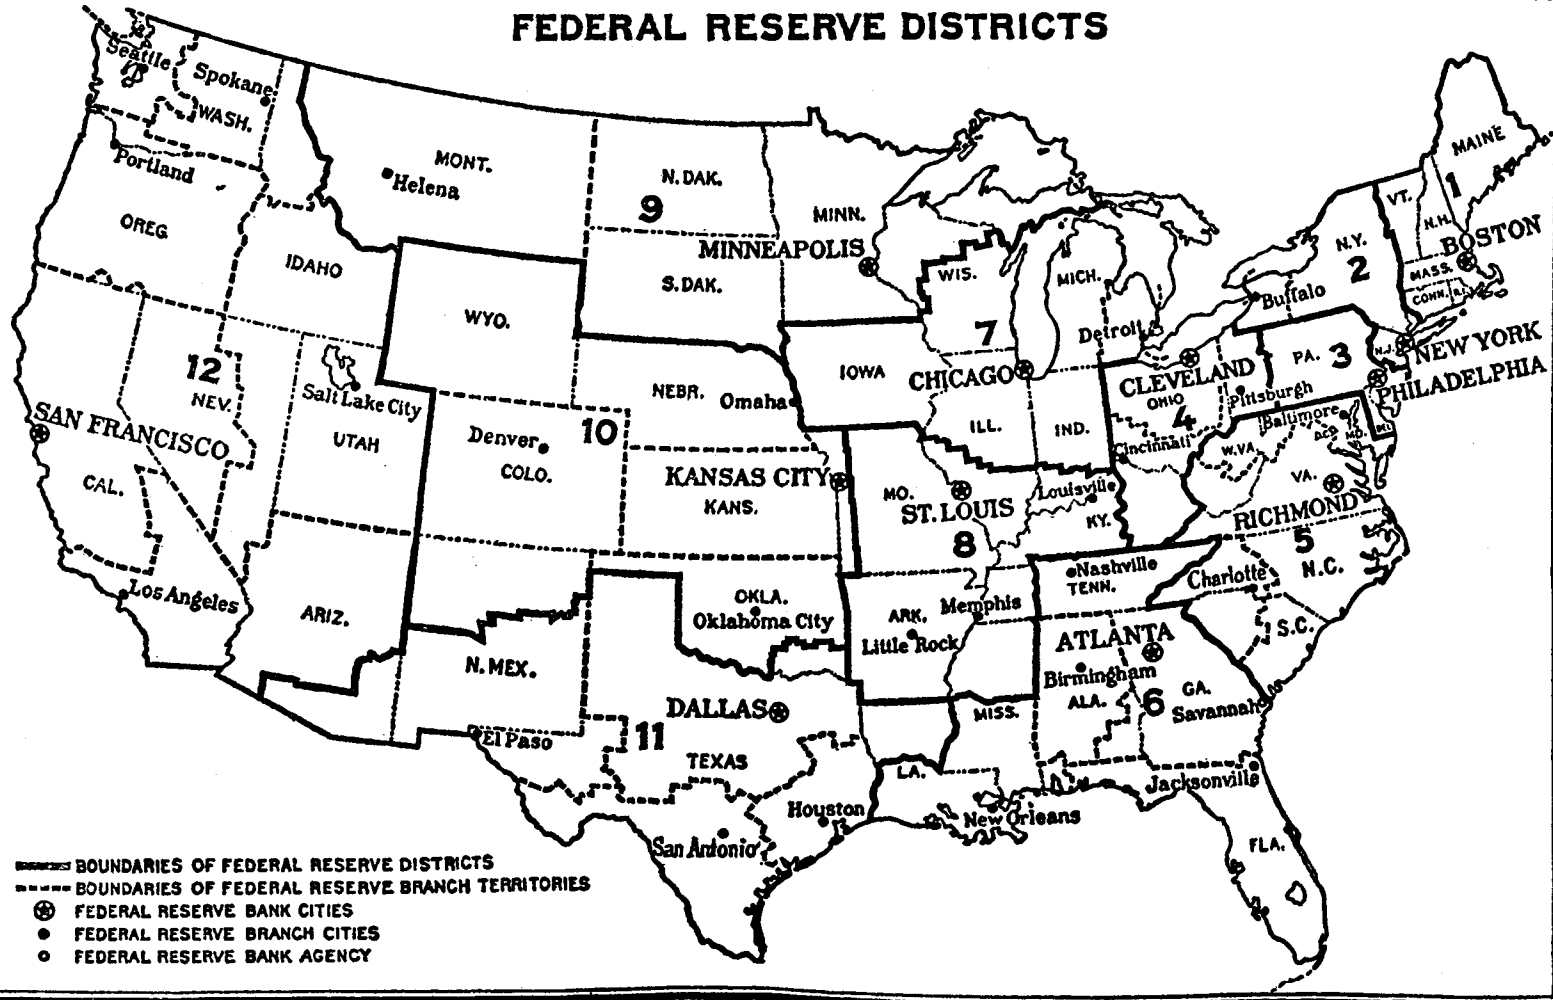 FEDERAL RESERVE DISTRICTS
Seattle
Spokane
WASH.
Portland
OREG.
MONT.
Helena
IDAHO
N. DAK.
9
S. DAK.
MINN.
MINNEAPOLIS
WIS.
MICH.
MAINE
VT.
N.H.
1
BOSTON
MASS.
CONN.
R.I.
N.Y.
2
Buffalo
Detroit
WYO.
12
NEV.
Salt Lake City
UTAH
SAN FRANCISCO
CAL.
Los Angeles
ARIZ.
NEBR.
Omaha
IOWA
7
CHICAGO
ILL.
IND.
CLEVELAND
OHIO
4
Cincinnati
PA.
3
Pittsburgh
N.J.
NEW YORK
PHILADELPHIA
Baltimore
D.C.
MD.
DEL.
W.VA.
VA.
RICHMOND
5
Denver
COLO.
10
KANSAS CITY
KANS.
MO.
ST. LOUIS
8
Louisville
KY.
Nashville
TENN.
Charlotte
N.C.
S.C.
OKLA.
Oklahoma City
ARK.
Little Rock
Memphis
ATLANTA
Birmingham
ALA.
6
GA.
Savannah
MISS.
N. MEX.
El Paso
DALLAS
11
TEXAS
Houston
San Antonio
LA.
New Orleans
Jacksonville
FLA.
BOUNDARIES OF FEDERAL RESERVE DISTRICTS
BOUNDARIES OF FEDERAL RESERVE BRANCH TERRITORIES
FEDERAL RESERVE BANK CITIES
FEDERAL RESERVE BRANCH CITIES
FEDERAL RESERVE BANK AGENCY